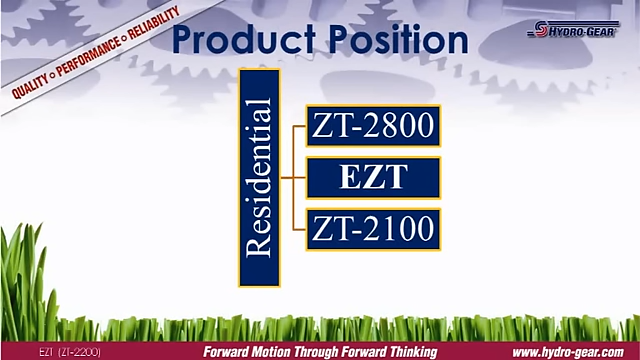 QUALITY • PERFORMANCE • RELIABILITY
Product Position
HYDRO-GEAR
Residential
ZT-2800
EZT
ZT-2100
EZT (ZT-2200)
Forward Motion Through Forward Thinking
www.hydro-gear.com